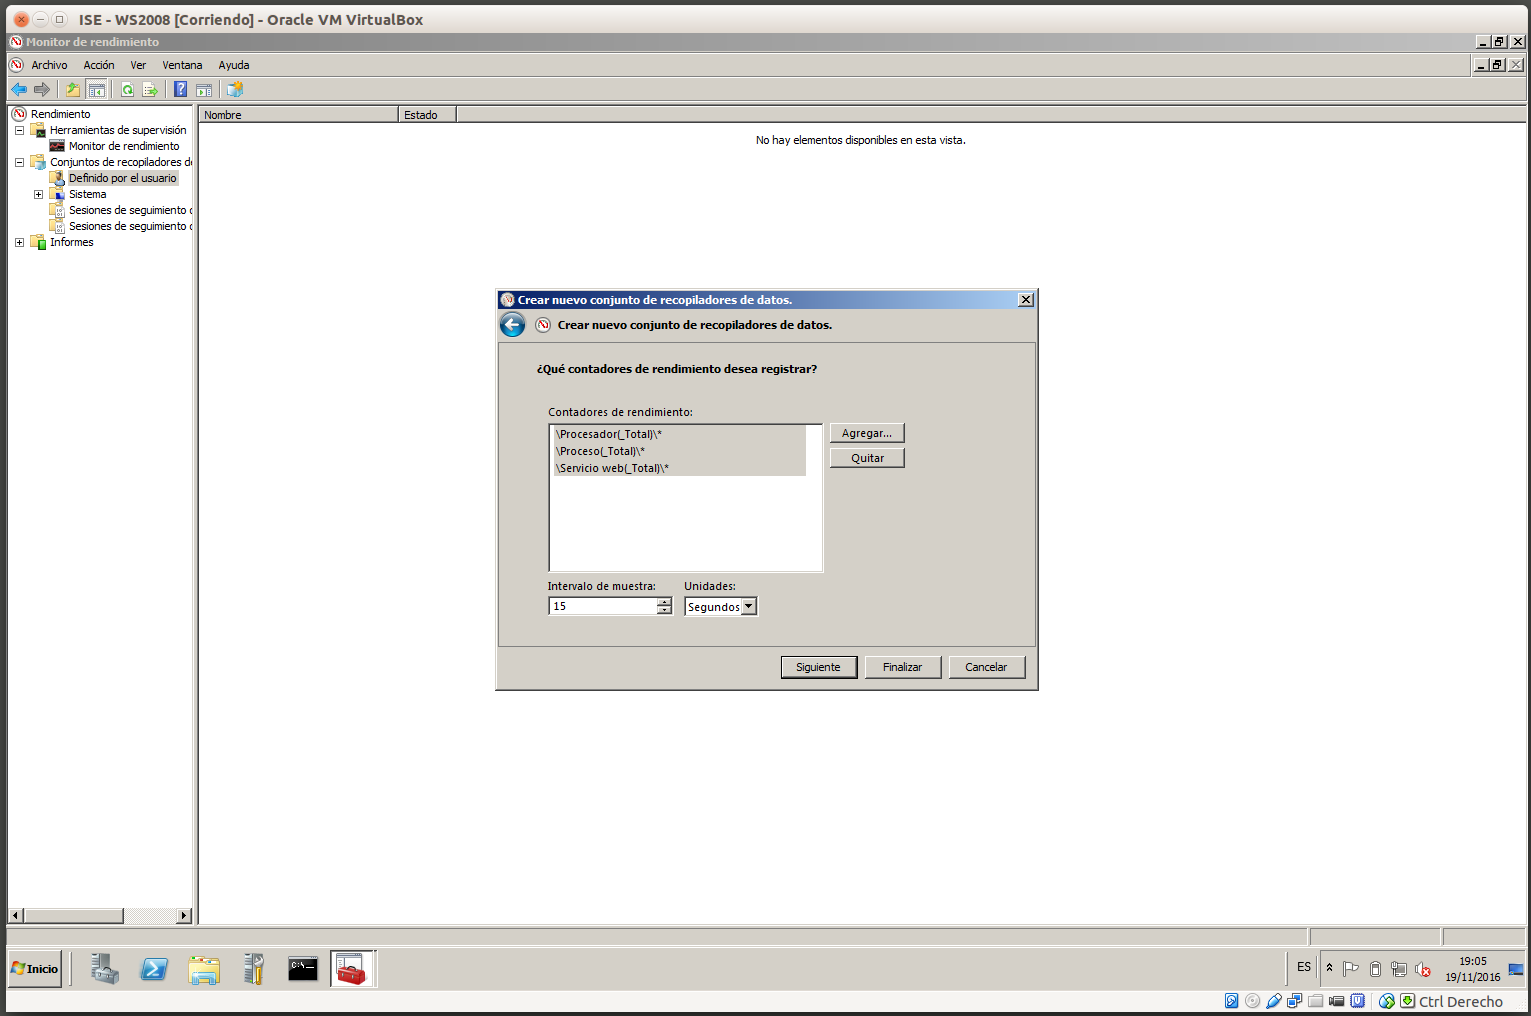 ISE - WS2008 [Corriendo] - Oracle VM VirtualBox
Monitor de rendimiento
Archivo Acción Ver Ventana Ayuda
Rendimiento
Herramientas de supervisión
Monitor de rendimiento
Conjuntos de recopiladores de
Definido por el usuario
Sistema
Sesiones de seguimiento
Sesiones de seguimiento
Informes
Nombre Estado
No hay elementos disponibles en esta vista.
Crear nuevo conjunto de recopiladores de datos.
Crear nuevo conjunto de recopiladores de datos.
¿Qué contadores de rendimiento desea registrar?
Contadores de rendimiento:
\Procesador(_Total)\*
\Proceso(_Total)\*
\Servicio web(_Total)\*
Agregar...
Quitar
Intervalo de muestra: Unidades:
15 Segundos
Siguiente Finalizar Cancelar
Inicio
C:\_
ES
19:05
19/11/2016
Ctrl Derecho